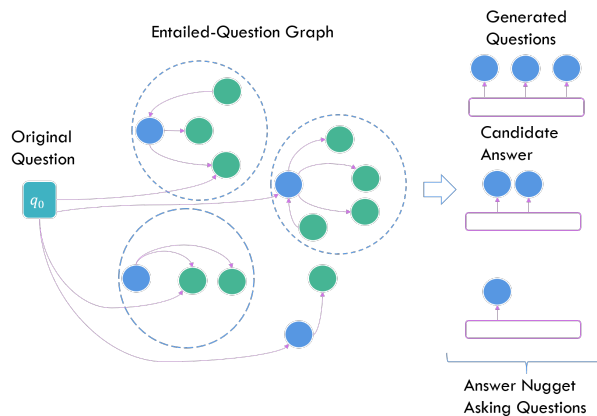 Generated
Questions
Entailed-Question Graph
Original
Question
Candidate
Answer
q₀
Answer Nugget
Asking Questions